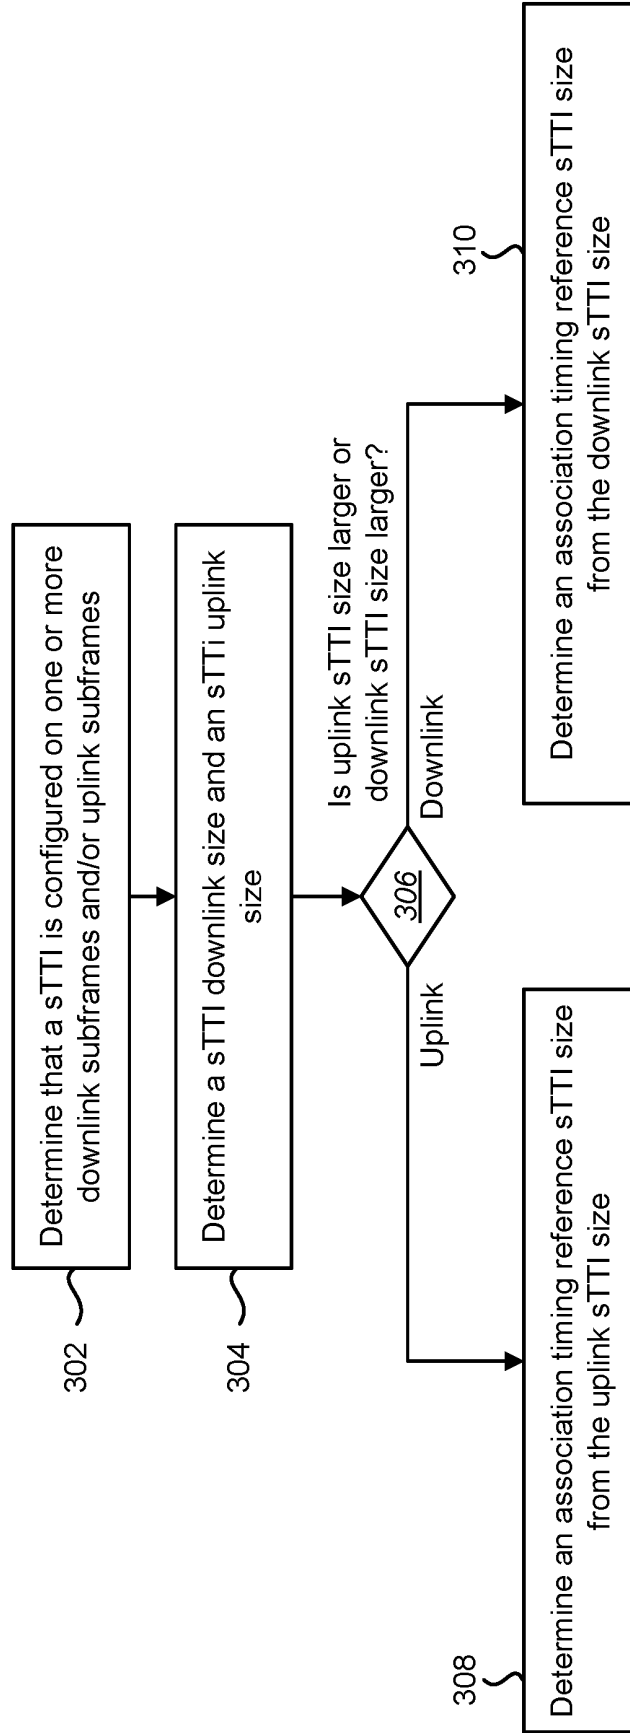 Determine that a sTTI is configured on one or more
downlink subframes and/or uplink subframes
302
Determine a sTTI downlink size and an sTTi uplink
size
304
Is uplink sTTI size larger or
downlink sTTI size larger?
306
Uplink
Downlink
308
Determine an association timing reference sTTI size
from the uplink sTTI size
310
Determine an association timing reference sTTI size
from the downlink sTTI size